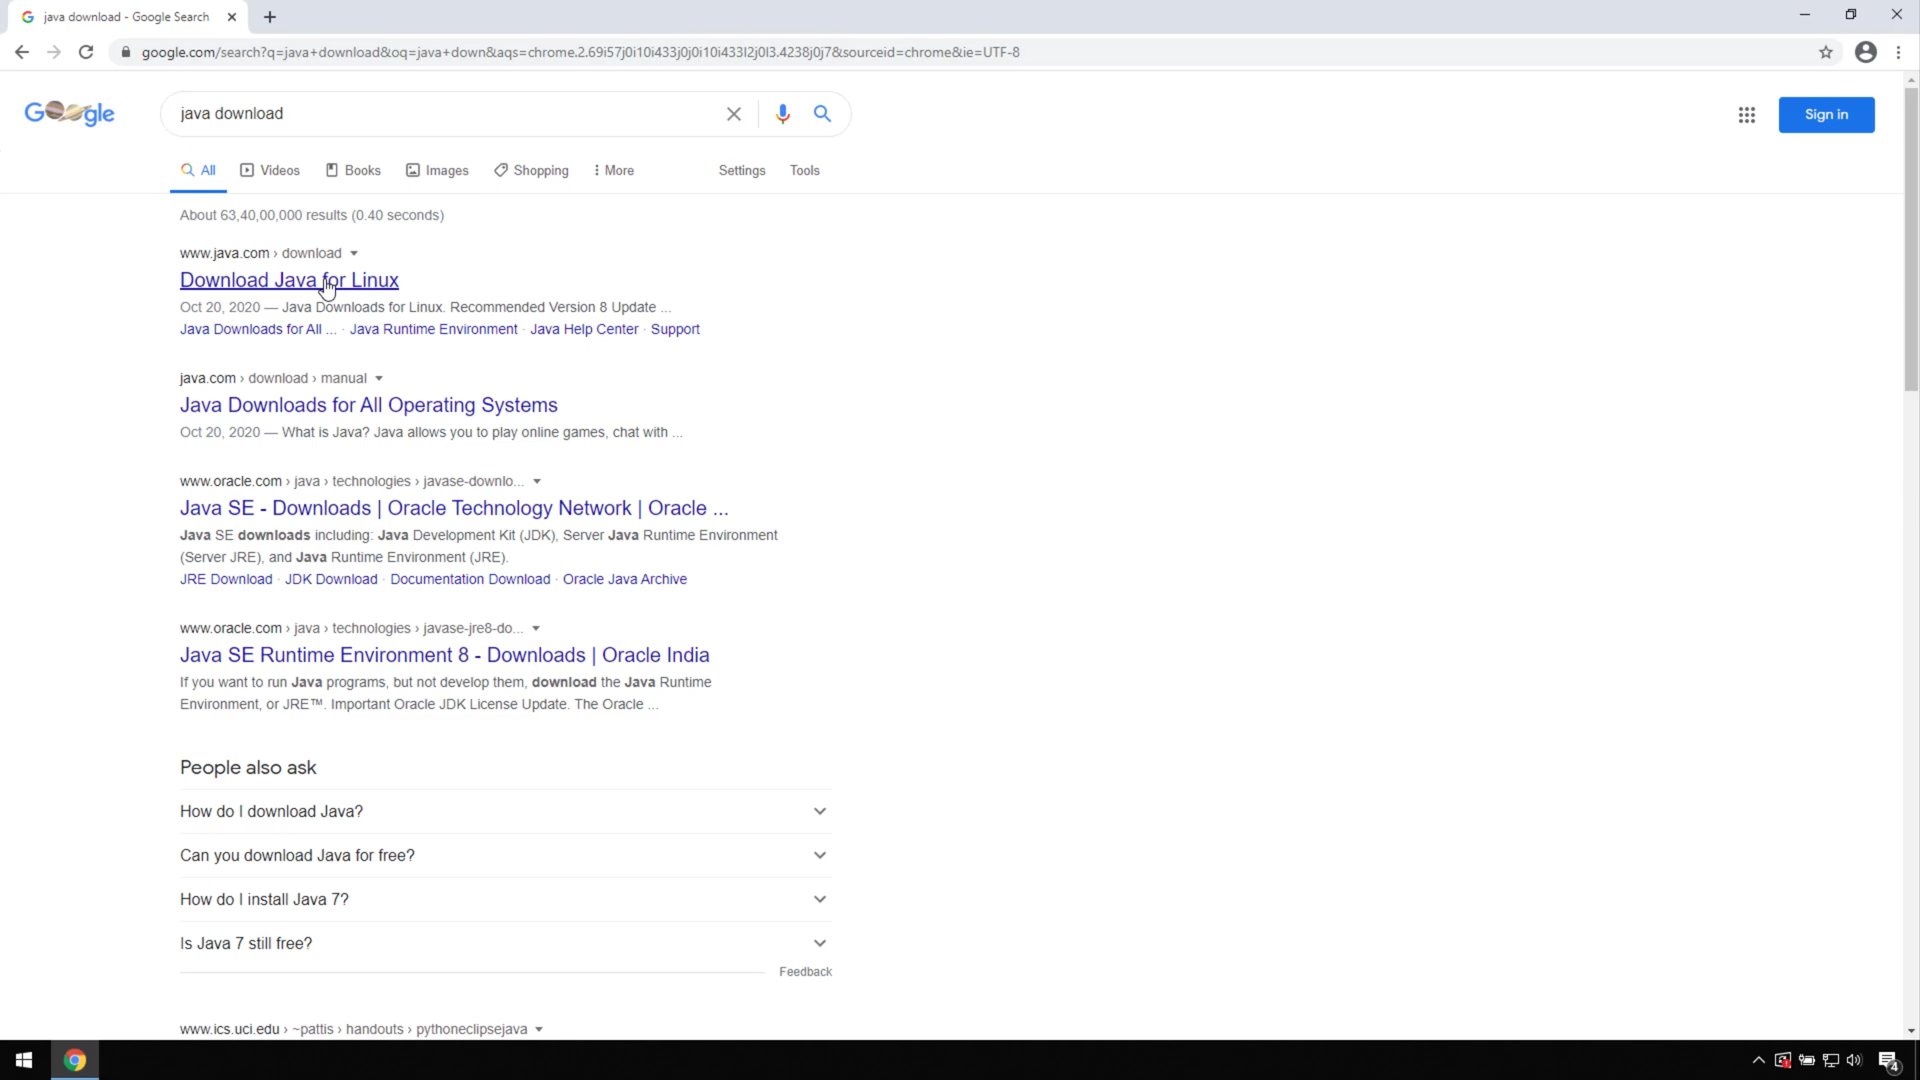 java download - Google Search
google.com/search?q=java+download&oq=java+down&aqs=chrome.2.69i57j0i10i433j0j0i10i433l2j0l3.4238j0j7&sourceid=chrome&ie=UTF-8
Google
java download
Sign in
All Videos Books Images Shopping More Settings Tools
About 63,40,00,000 results (0.40 seconds)
www.java.com › download
Download Java for Linux
Oct 20, 2020 — Java Downloads for Linux. Recommended Version 8 Update ...
Java Downloads for All ... · Java Runtime Environment · Java Help Center · Support
java.com › download › manual
Java Downloads for All Operating Systems
Oct 20, 2020 — What is Java? Java allows you to play online games, chat with ...
www.oracle.com › java › technologies › javase-downlo...
Java SE - Downloads | Oracle Technology Network | Oracle ...
Java SE downloads including: Java Development Kit (JDK), Server Java Runtime Environment
(Server JRE), and Java Runtime Environment (JRE).
JRE Download · JDK Download · Documentation Download · Oracle Java Archive
www.oracle.com › java › technologies › javase-jre8-do...
Java SE Runtime Environment 8 - Downloads | Oracle India
If you want to run Java programs, but not develop them, download the Java Runtime
Environment, or JRE™. Important Oracle JDK License Update. The Oracle ...
People also ask
How do I download Java?
Can you download Java for free?
How do I install Java 7?
Is Java 7 still free?
Feedback
www.ics.uci.edu › ~pattis › handouts › pythoneclipsejava
4